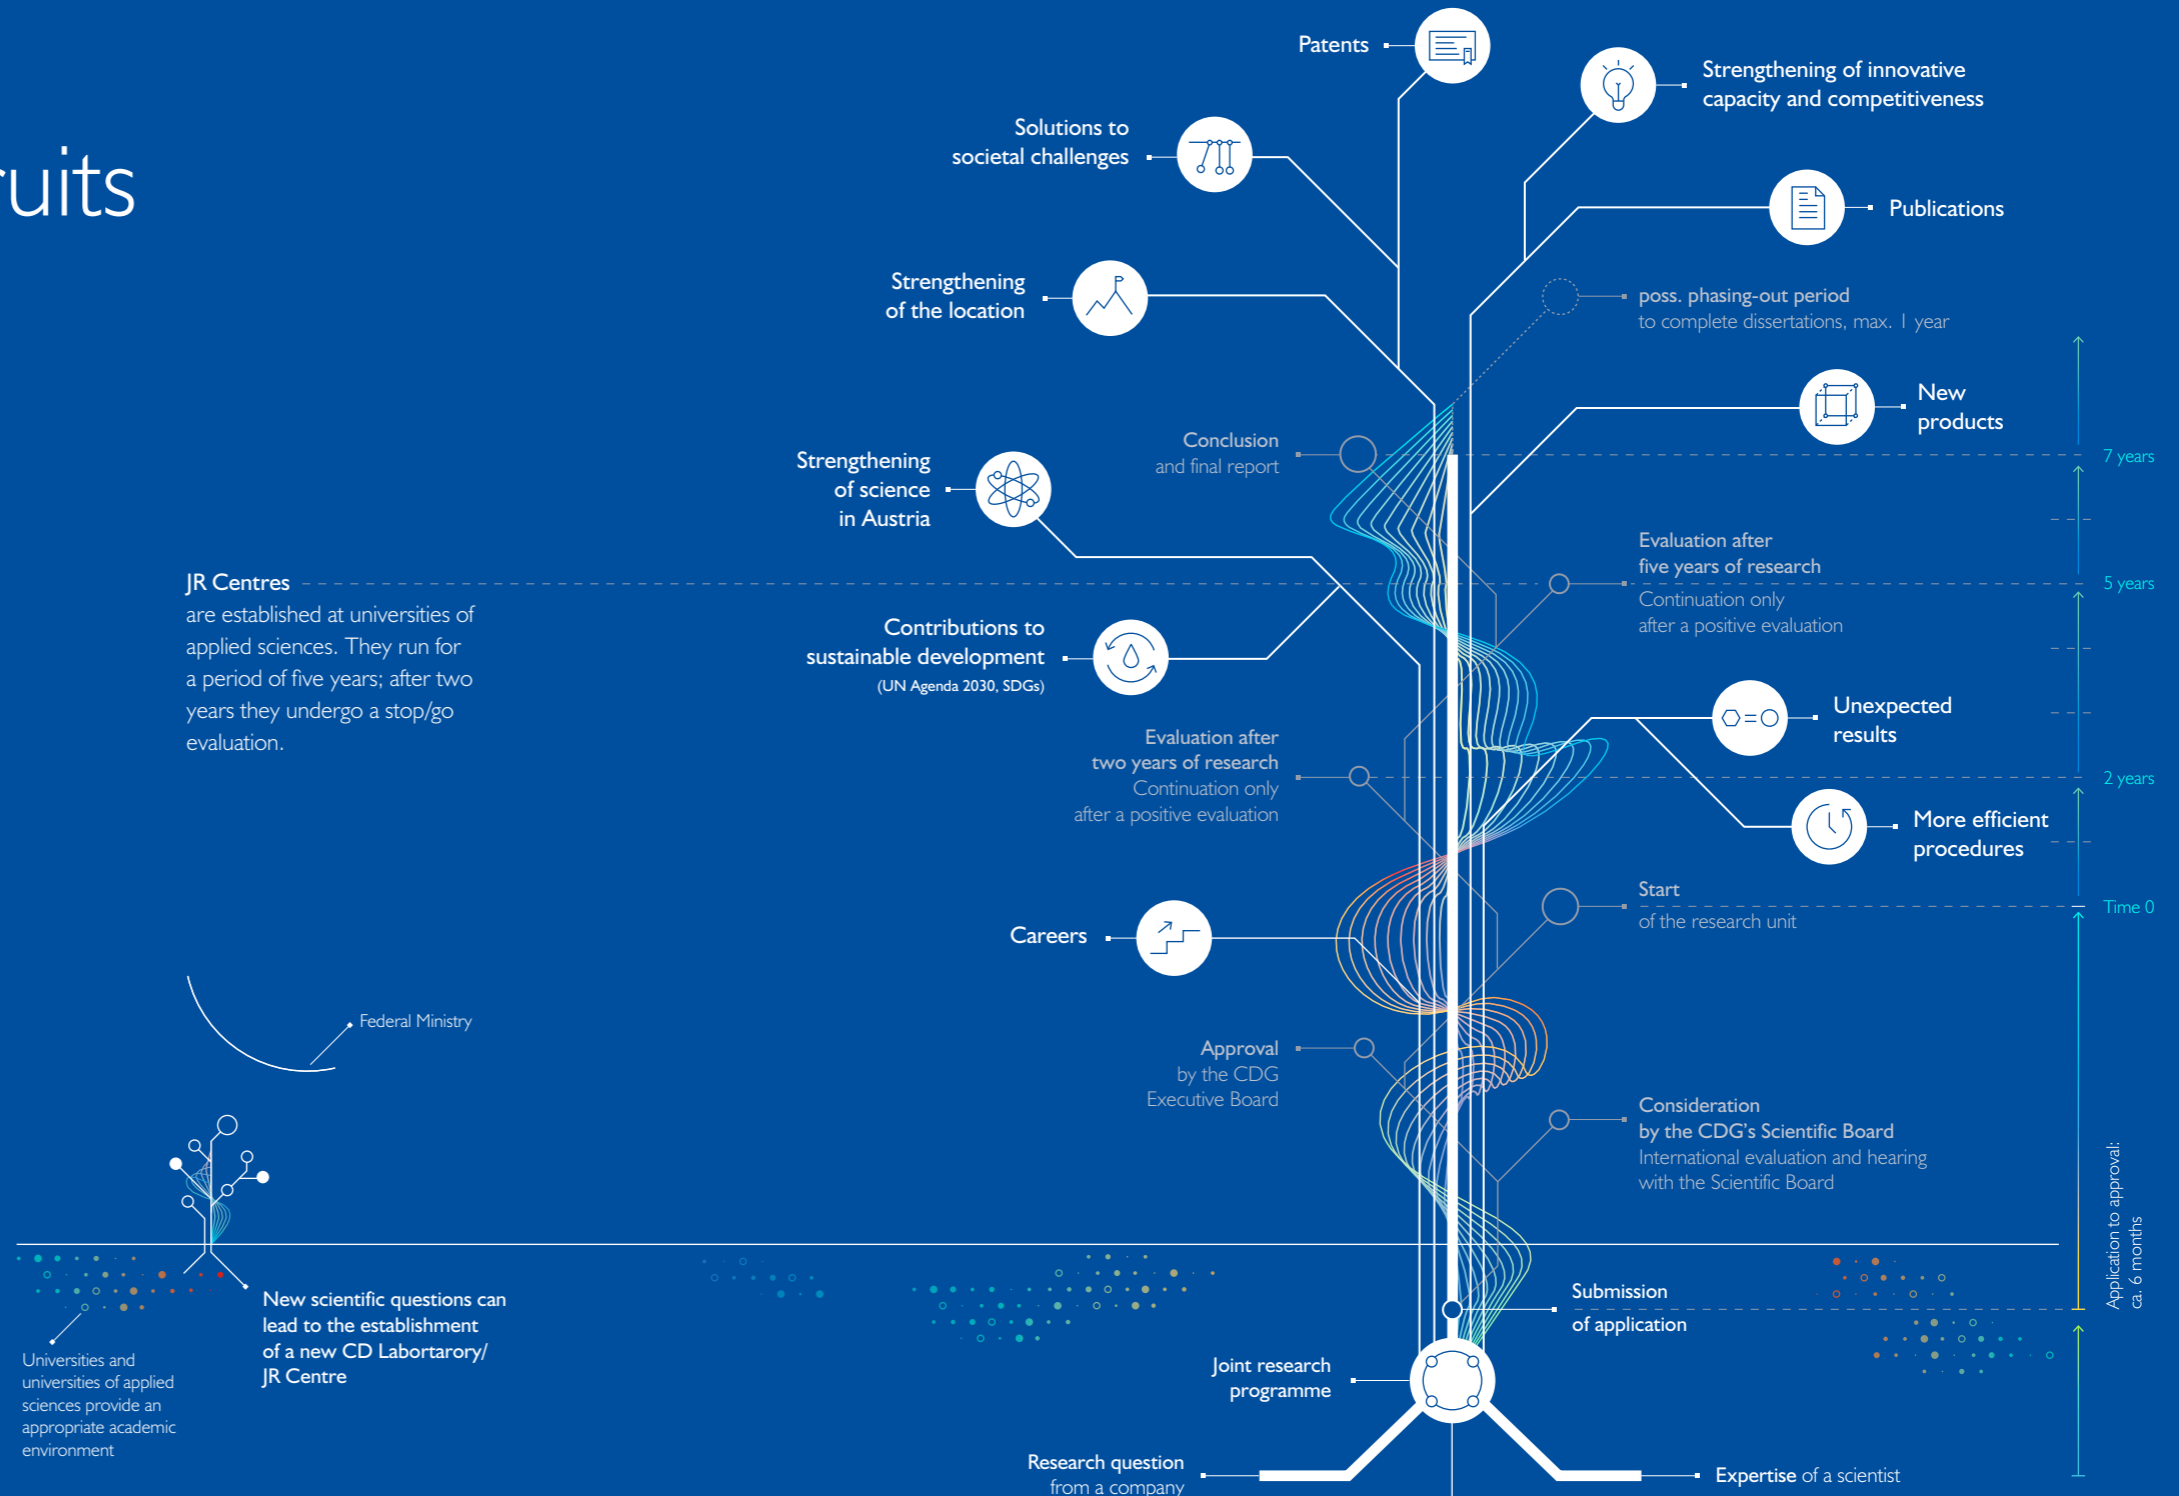 ruits
Patents
Strengthening of innovative
capacity and competitiveness
Solutions to
societal challenges
Publications
Strengthening
of the location
poss. phasing-out period
to complete dissertations, max. 1 year
New
products
Conclusion
and final report
7 years
Strengthening
of science
in Austria
Evaluation after
five years of research
Continuation only
after a positive evaluation
5 years
JR Centres
are established at universities of
applied sciences. They run for
a period of five years; after two
years they undergo a stop/go
evaluation.
Contributions to
sustainable development
(UN Agenda 2030, SDGs)
Unexpected
results
Evaluation after
two years of research
Continuation only
after a positive evaluation
2 years
More efficient
procedures
Start
of the research unit
Time 0
Careers
Federal Ministry
Approval
by the CDG
Executive Board
Consideration
by the CDG's Scientific Board
International evaluation and hearing
with the Scientific Board
Application to approval:
ca. 6 months
New scientific questions can
lead to the establishment
of a new CD Labortarory/
JR Centre
Universities and
universities of applied
sciences provide an
appropriate academic
environment
Submission
of application
Joint research
programme
Research question
from a company
Expertise of a scientist